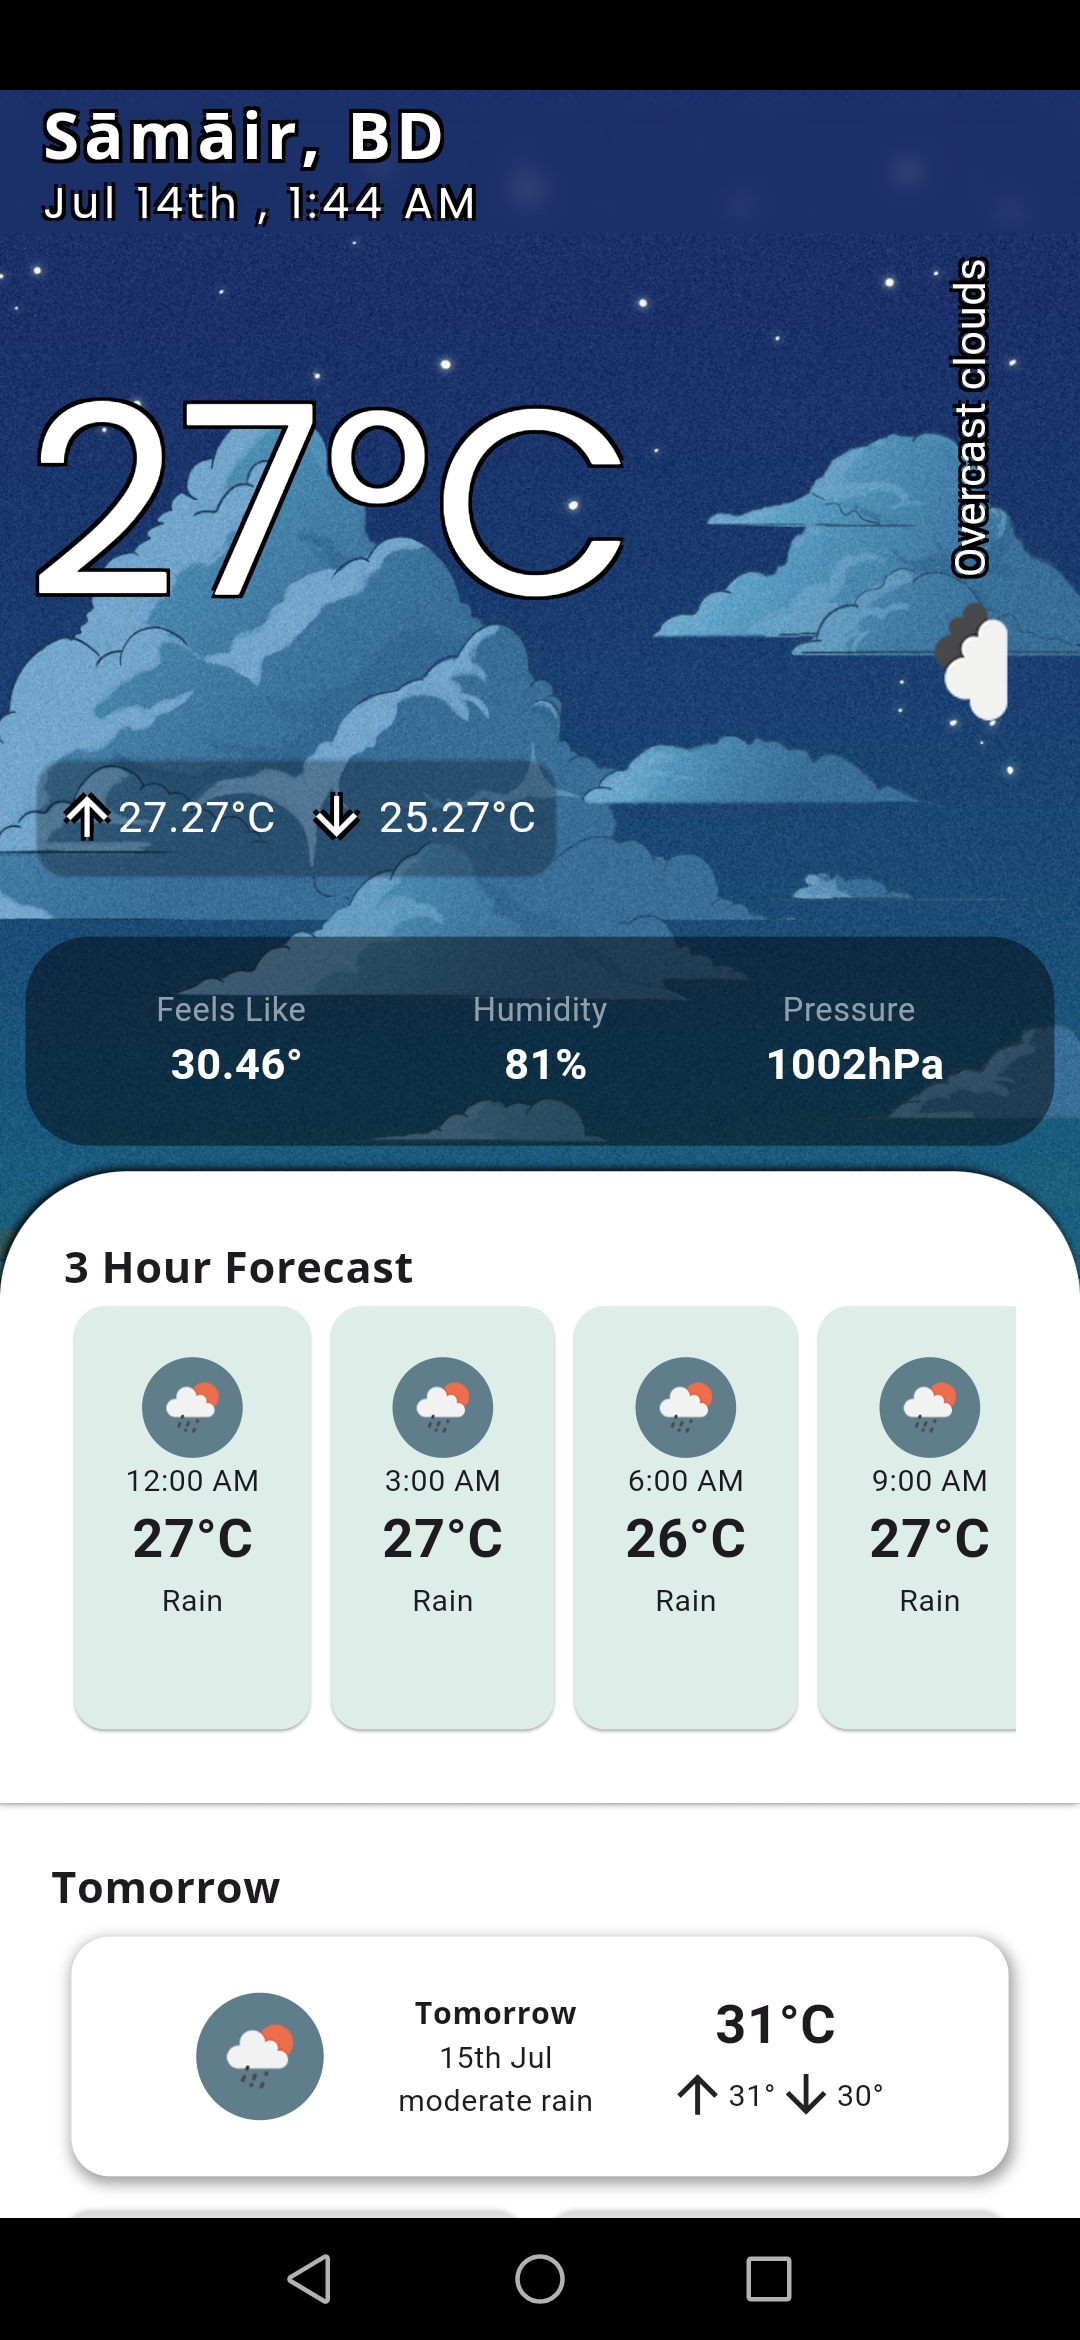 Sāmāir, BD
Jul 14th , 1:44 AM
Overcast clouds
27°C
27.27°C 25.27°C
Feels Like Humidity Pressure
30.46° 81% 1002hPa
3 Hour Forecast
12:00 AM 3:00 AM 6:00 AM 9:00 AM
27°C 27°C 26°C 27°C
Rain Rain Rain Rain
Tomorrow
Tomorrow
15th Jul
moderate rain
31°C
31° 30°